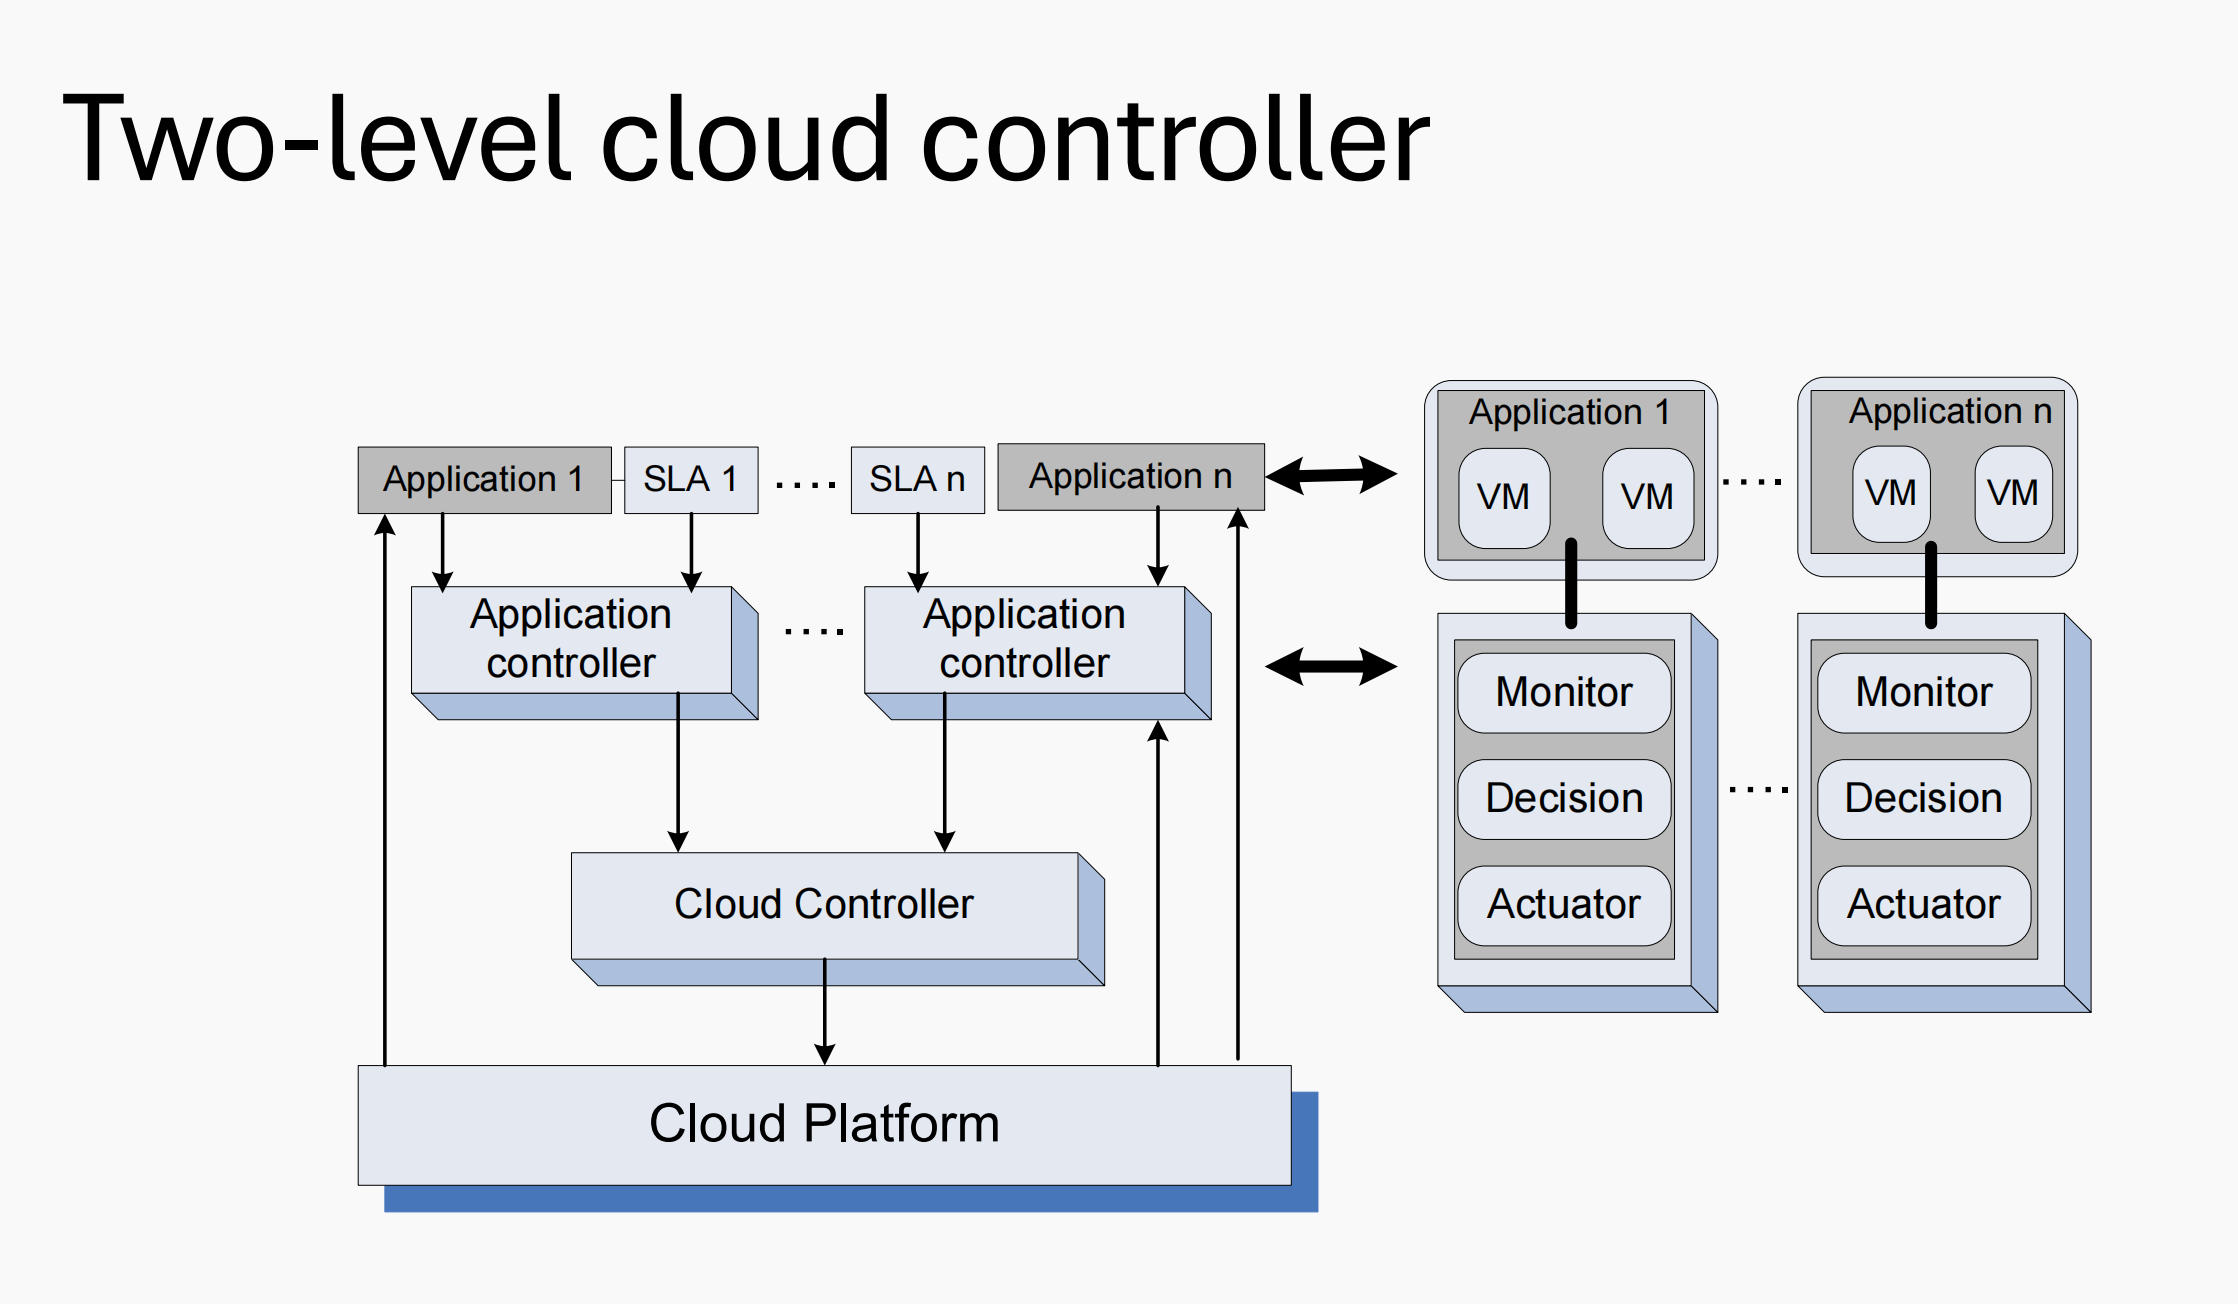 Two-level cloud controller
Application 1
SLA 1
. . . .
SLA n
Application n
Application
controller
. . . .
Application
controller
Cloud Controller
Cloud Platform
Application 1
VM
VM
. . . .
Application n
VM
VM
Monitor
Decision
Actuator
. . . .
Monitor
Decision
Actuator